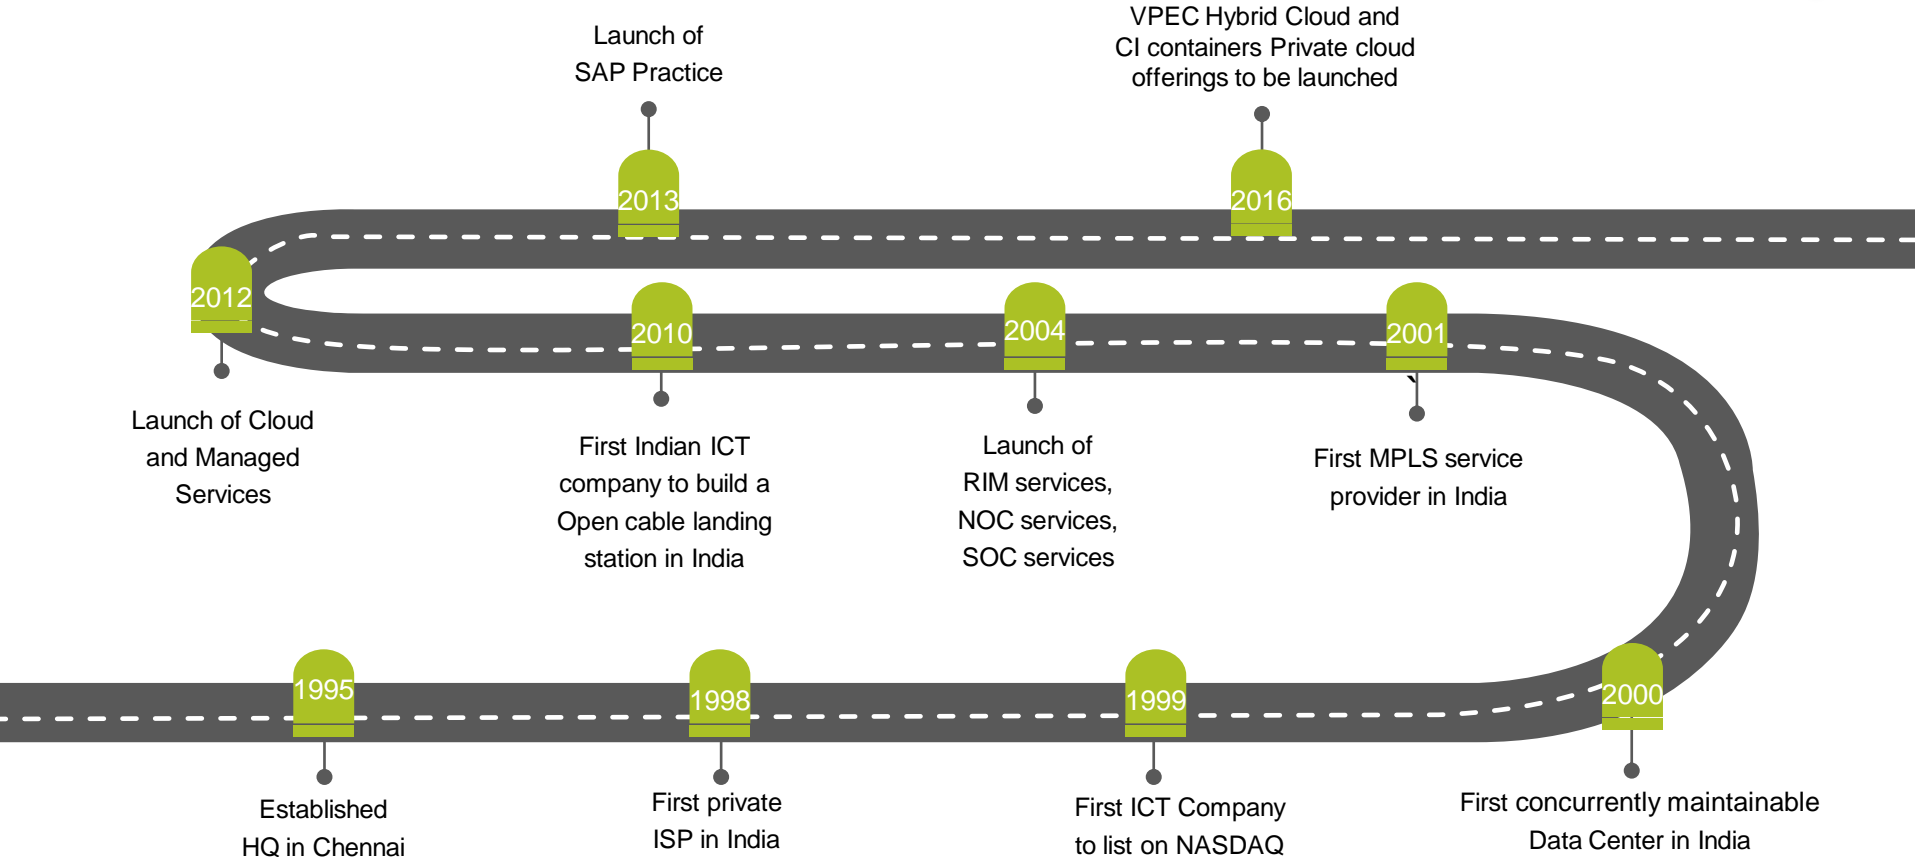 Launch of
SAP Practice
VPEC Hybrid Cloud and
CI containers Private cloud
offerings to be launched
2013
2016
2012
2010
2004
2001
`
Launch of Cloud
and Managed
Services
First Indian ICT
company to build a
Open cable landing
station in India
Launch of
RIM services,
NOC services,
SOC services
First MPLS service
provider in India
1995
1998
1999
2000
Established
HQ in Chennai
First private
ISP in India
First ICT Company
to list on NASDAQ
First concurrently maintainable
Data Center in India